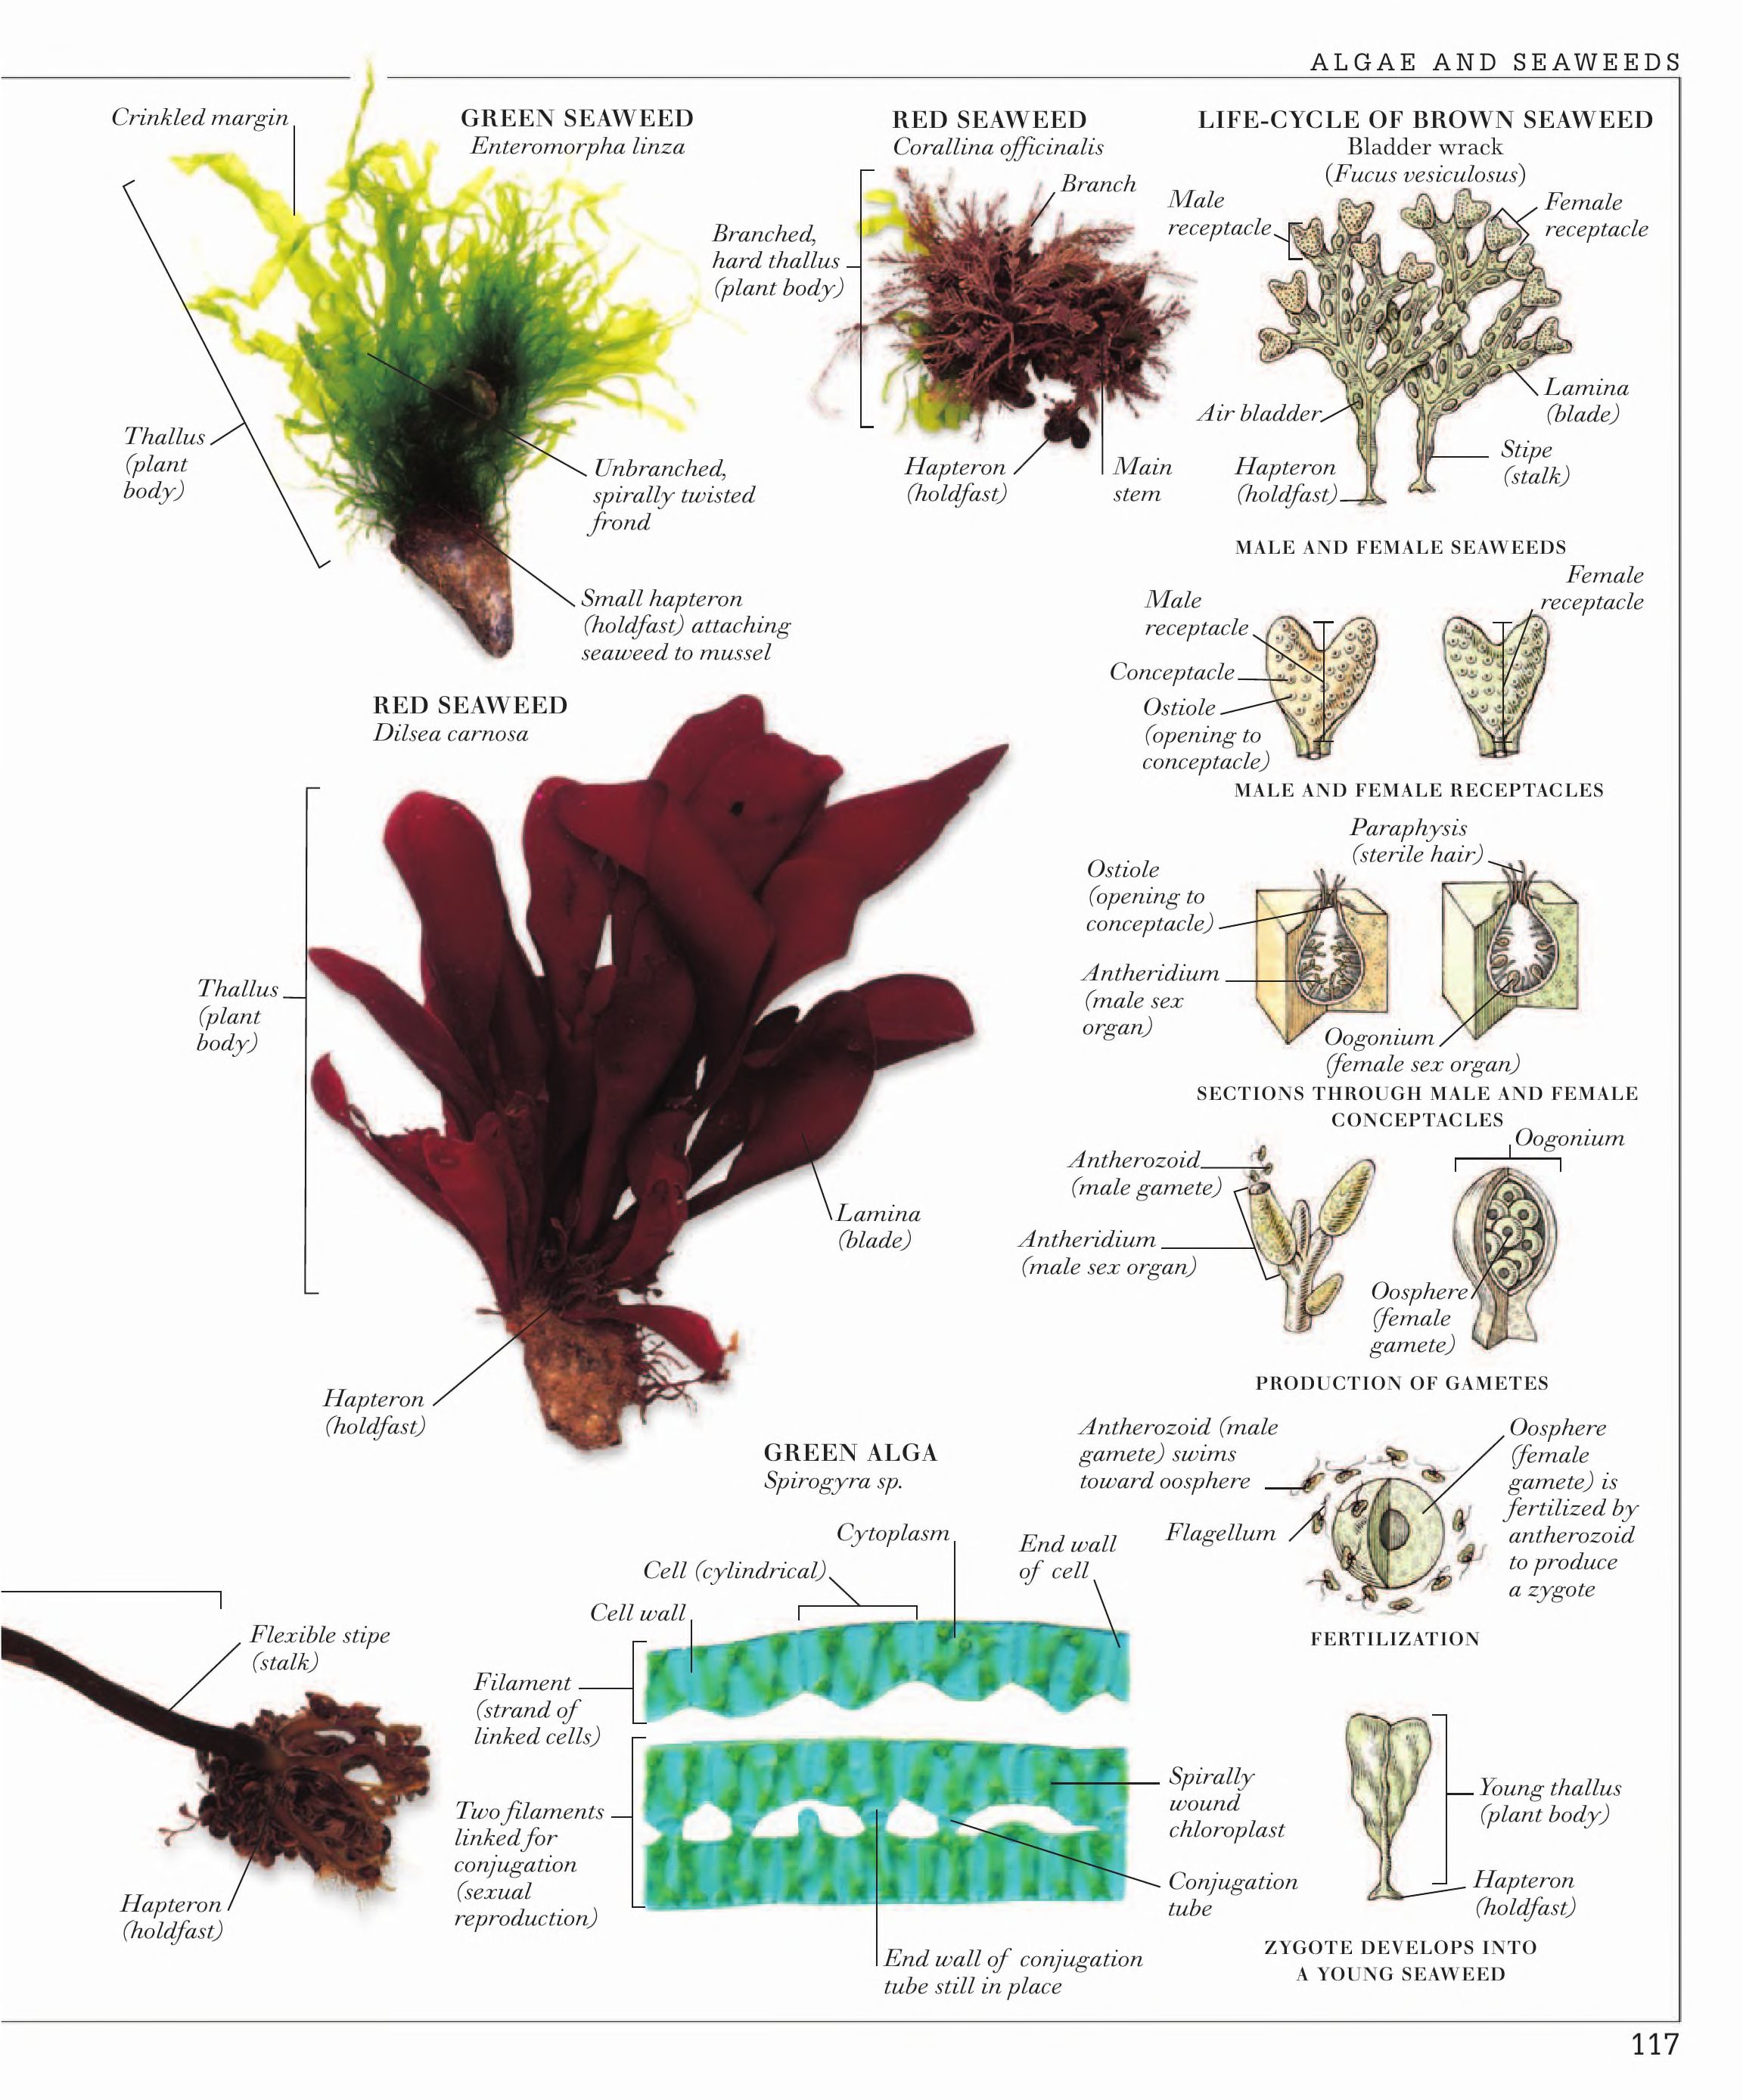 ALGAE AND SEAWEEDS
GREEN SEAWEED
Enteromorpha linza
Crinkled margin
Thallus
(plant
body)
Unbranched,
spirally twisted
frond
Small hapteron
(holdfast) attaching
seaweed to mussel
RED SEAWEED
Corallina officinalis
Branch
Branched,
hard thallus
(plant body)
Hapteron
(holdfast)
Main
stem
LIFE-CYCLE OF BROWN SEAWEED
Bladder wrack
(Fucus vesiculosus)
Male
receptacle
Female
receptacle
Air bladder
Lamina
(blade)
Hapteron
(holdfast)
Stipe
(stalk)
MALE AND FEMALE SEAWEEDS
Male
receptacle
Female
receptacle
Conceptacle
Ostiole
(opening to
conceptacle)
MALE AND FEMALE RECEPTACLES
Paraphysis
(sterile hair)
Ostiole
(opening to
conceptacle)
Antheridium
(male sex
organ)
Oogonium
(female sex organ)
SECTIONS THROUGH MALE AND FEMALE
CONCEPTACLES
Oogonium
Antherozoid
(male gamete)
Antheridium
(male sex organ)
Oosphere
(female
gamete)
PRODUCTION OF GAMETES
Antherozoid (male
gamete) swims
toward oosphere
Flagellum
Oosphere
(female
gamete) is
fertilized by
antherozoid
to produce
a zygote
FERTILIZATION
Young thallus
(plant body)
Hapteron
(holdfast)
ZYGOTE DEVELOPS INTO
A YOUNG SEAWEED
RED SEAWEED
Dilsea carnosa
Thallus
(plant
body)
Lamina
(blade)
Hapteron
(holdfast)
GREEN ALGA
Spirogyra sp.
Cytoplasm
End wall
of cell
Cell (cylindrical)
Cell wall
Filament
(strand of
linked cells)
Two filaments
linked for
conjugation
(sexual
reproduction)
Spirally
wound
chloroplast
Conjugation
tube
End wall of conjugation
tube still in place
Flexible stipe
(stalk)
Hapteron
(holdfast)
117